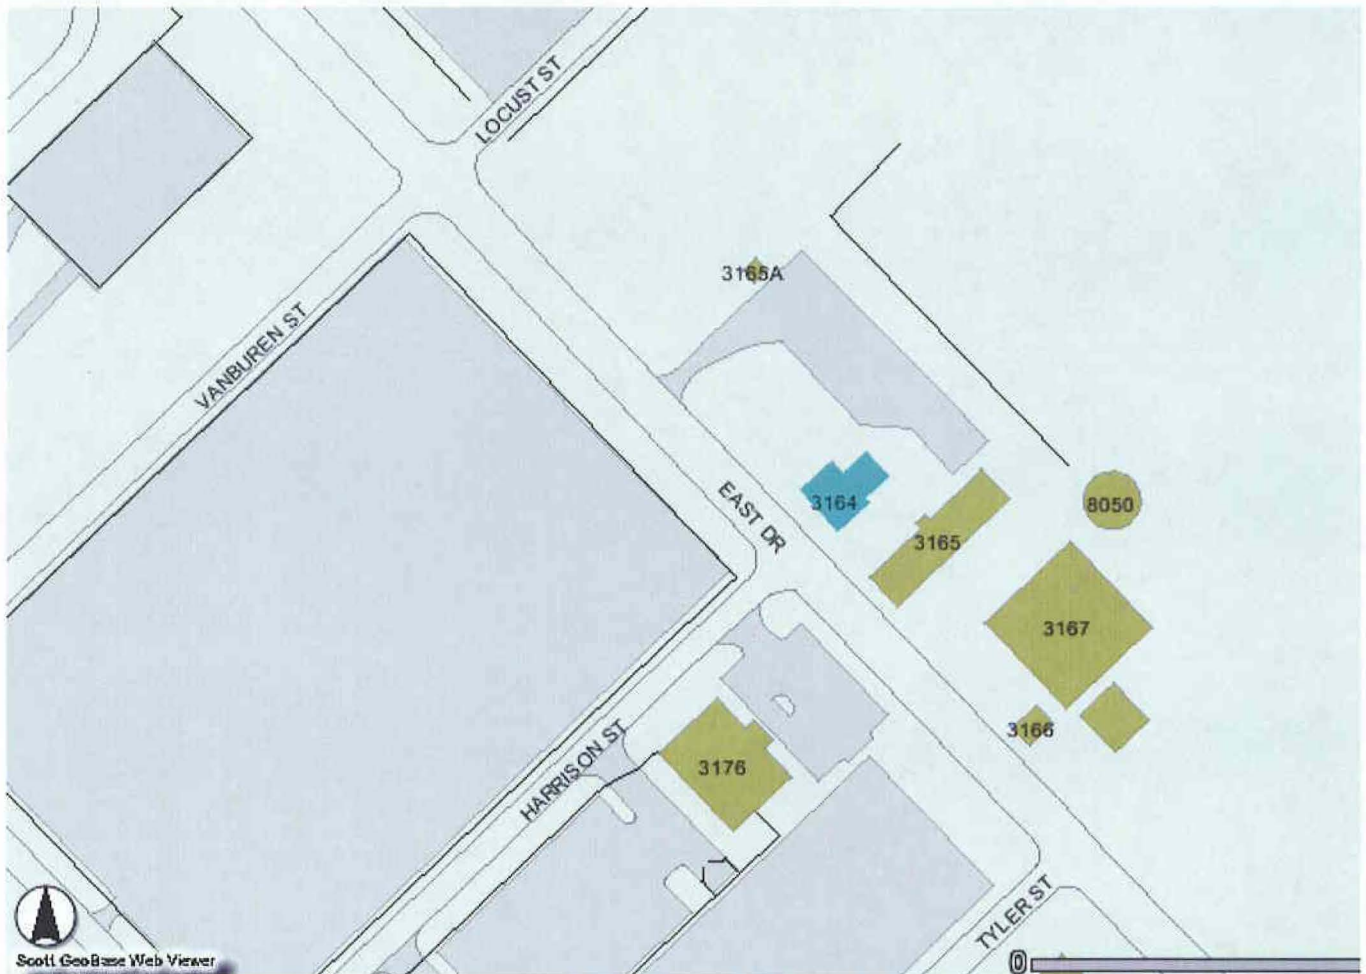 LOCUST ST
3165A
VANBUREN ST
EAST DR
3164
8050
3165
3167
3166
HARRISON ST
3176
TYLER ST
Scott GeoBase Web Viewer
0